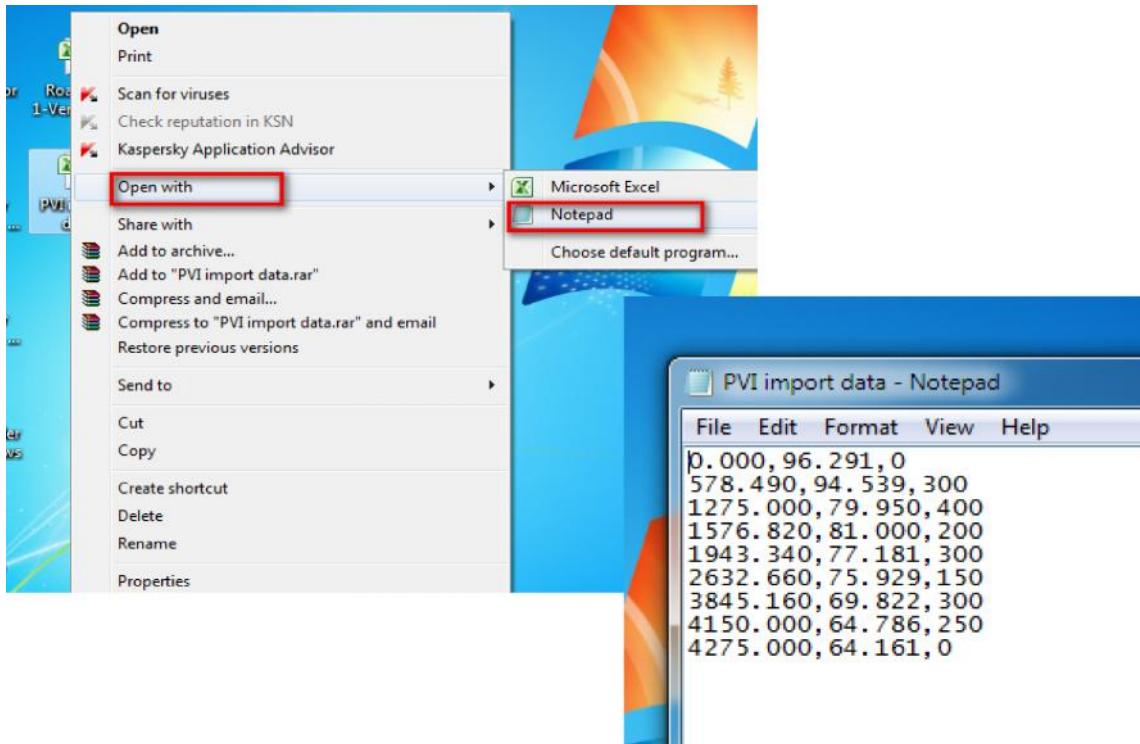 Open
Print
Roa
1-Ver
Scan for viruses
Check reputation in KSN
Kaspersky Application Advisor
Open with
Microsoft Excel
PVI
Notepad
Share with
Choose default program...
Add to archive...
Add to "PVI import data.rar"
Compress and email...
Compress to "PVI import data.rar" and email
Restore previous versions
Send to
Cut
Copy
Create shortcut
Delete
Rename
Properties
PVI import data - Notepad
File Edit Format View Help
0.000,96.291,0
578.490,94.539,300
1275.000,79.950,400
1576.820,81.000,200
1943.340,77.181,300
2632.660,75.929,150
3845.160,69.822,300
4150.000,64.786,250
4275.000,64.161,0